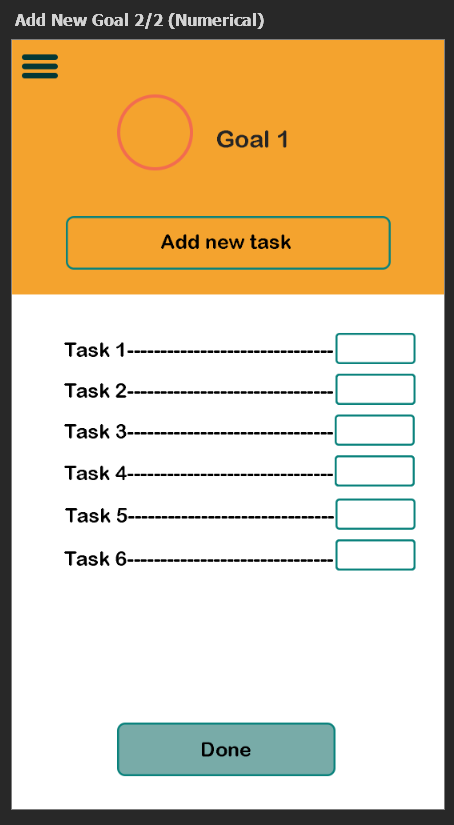 Add New Goal 2/2 (Numerical)
Goal 1
Add new task
Task 1-------------------------------
Task 2-------------------------------
Task 3-------------------------------
Task 4-------------------------------
Task 5-------------------------------
Task 6-------------------------------
Done